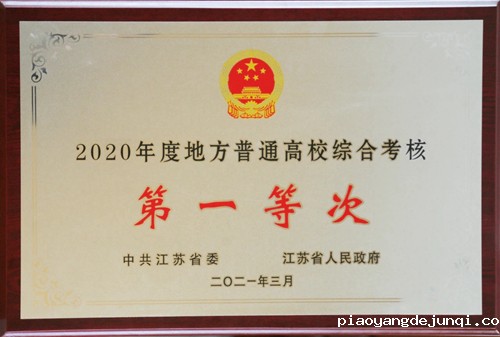 2020年度地方普通高校综合考核
第一等次
中共江苏省委 江苏省人民政府
二〇二一年三月
piaoyangdejunqi.co